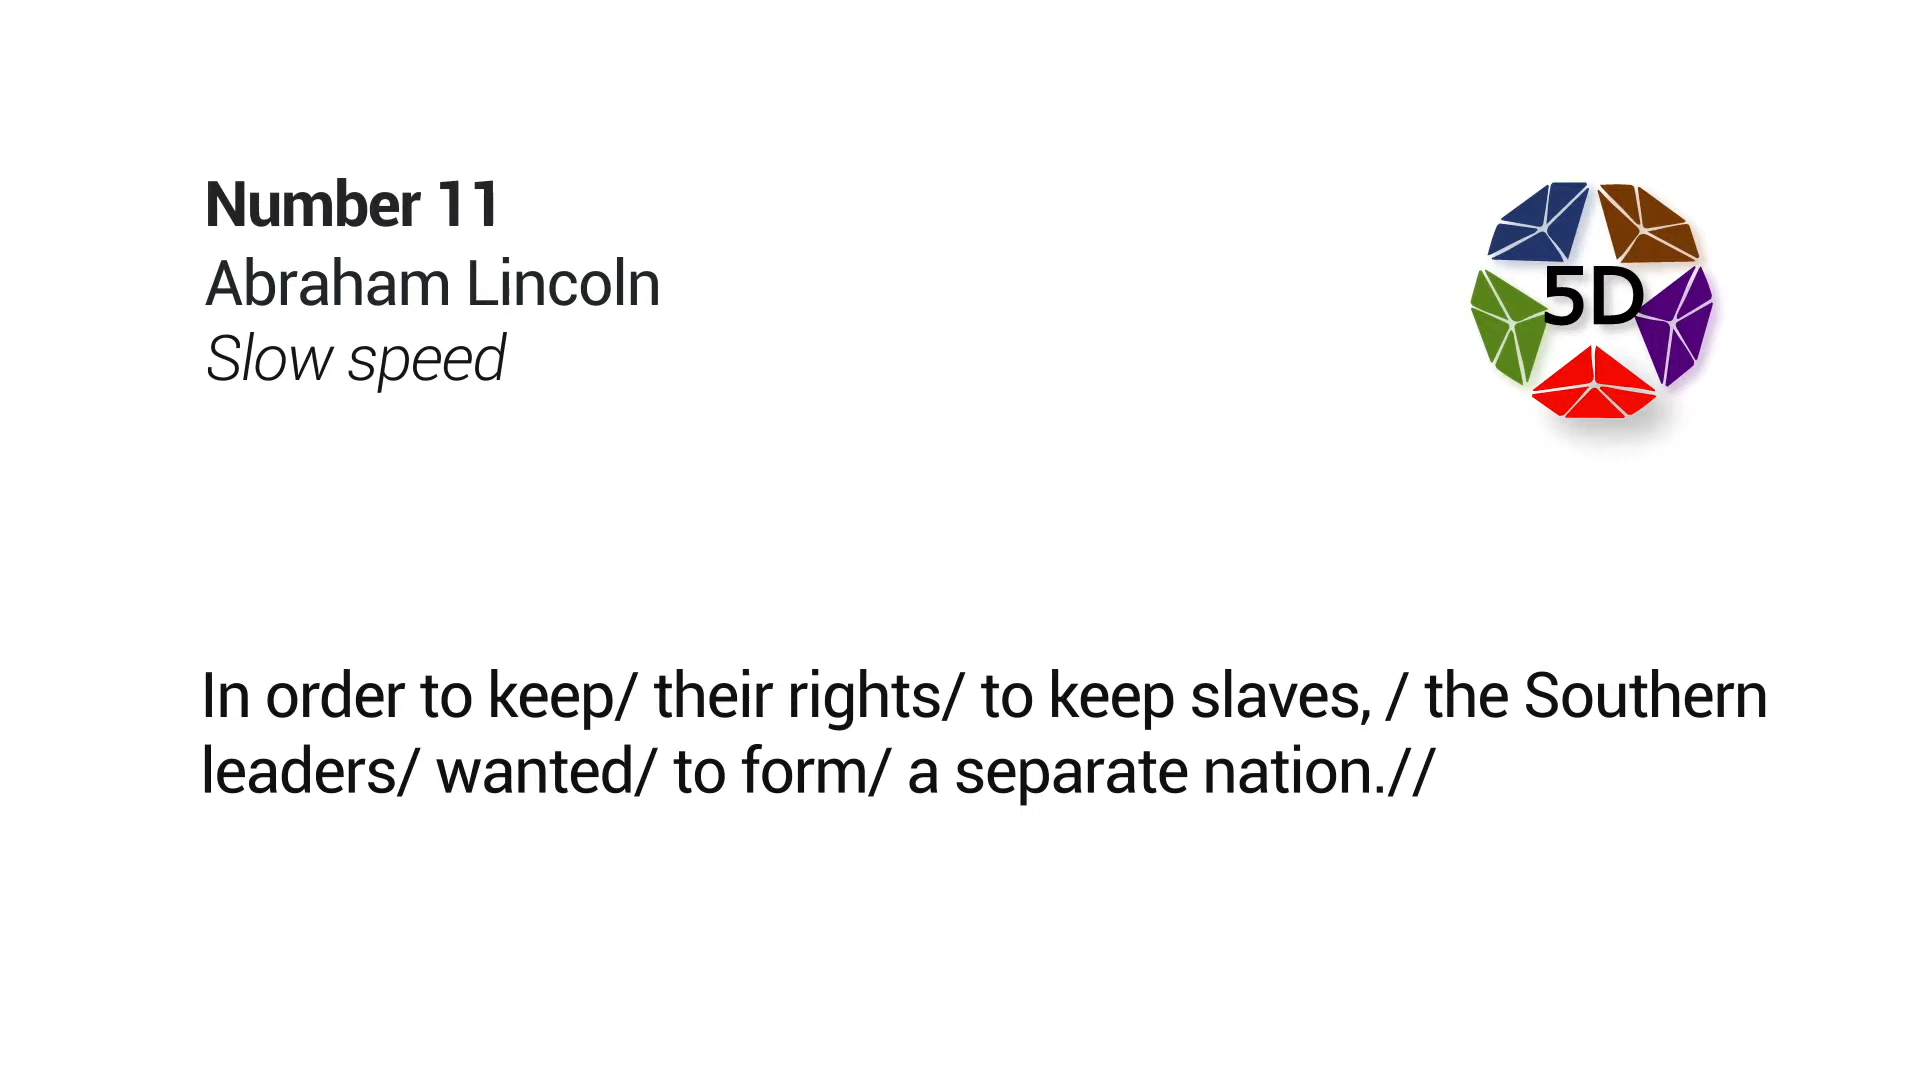 Number 11
Abraham Lincoln
Slow speed
5D
In order to keep/ their rights/ to keep slaves, / the Southern
leaders/ wanted/ to form/ a separate nation.//